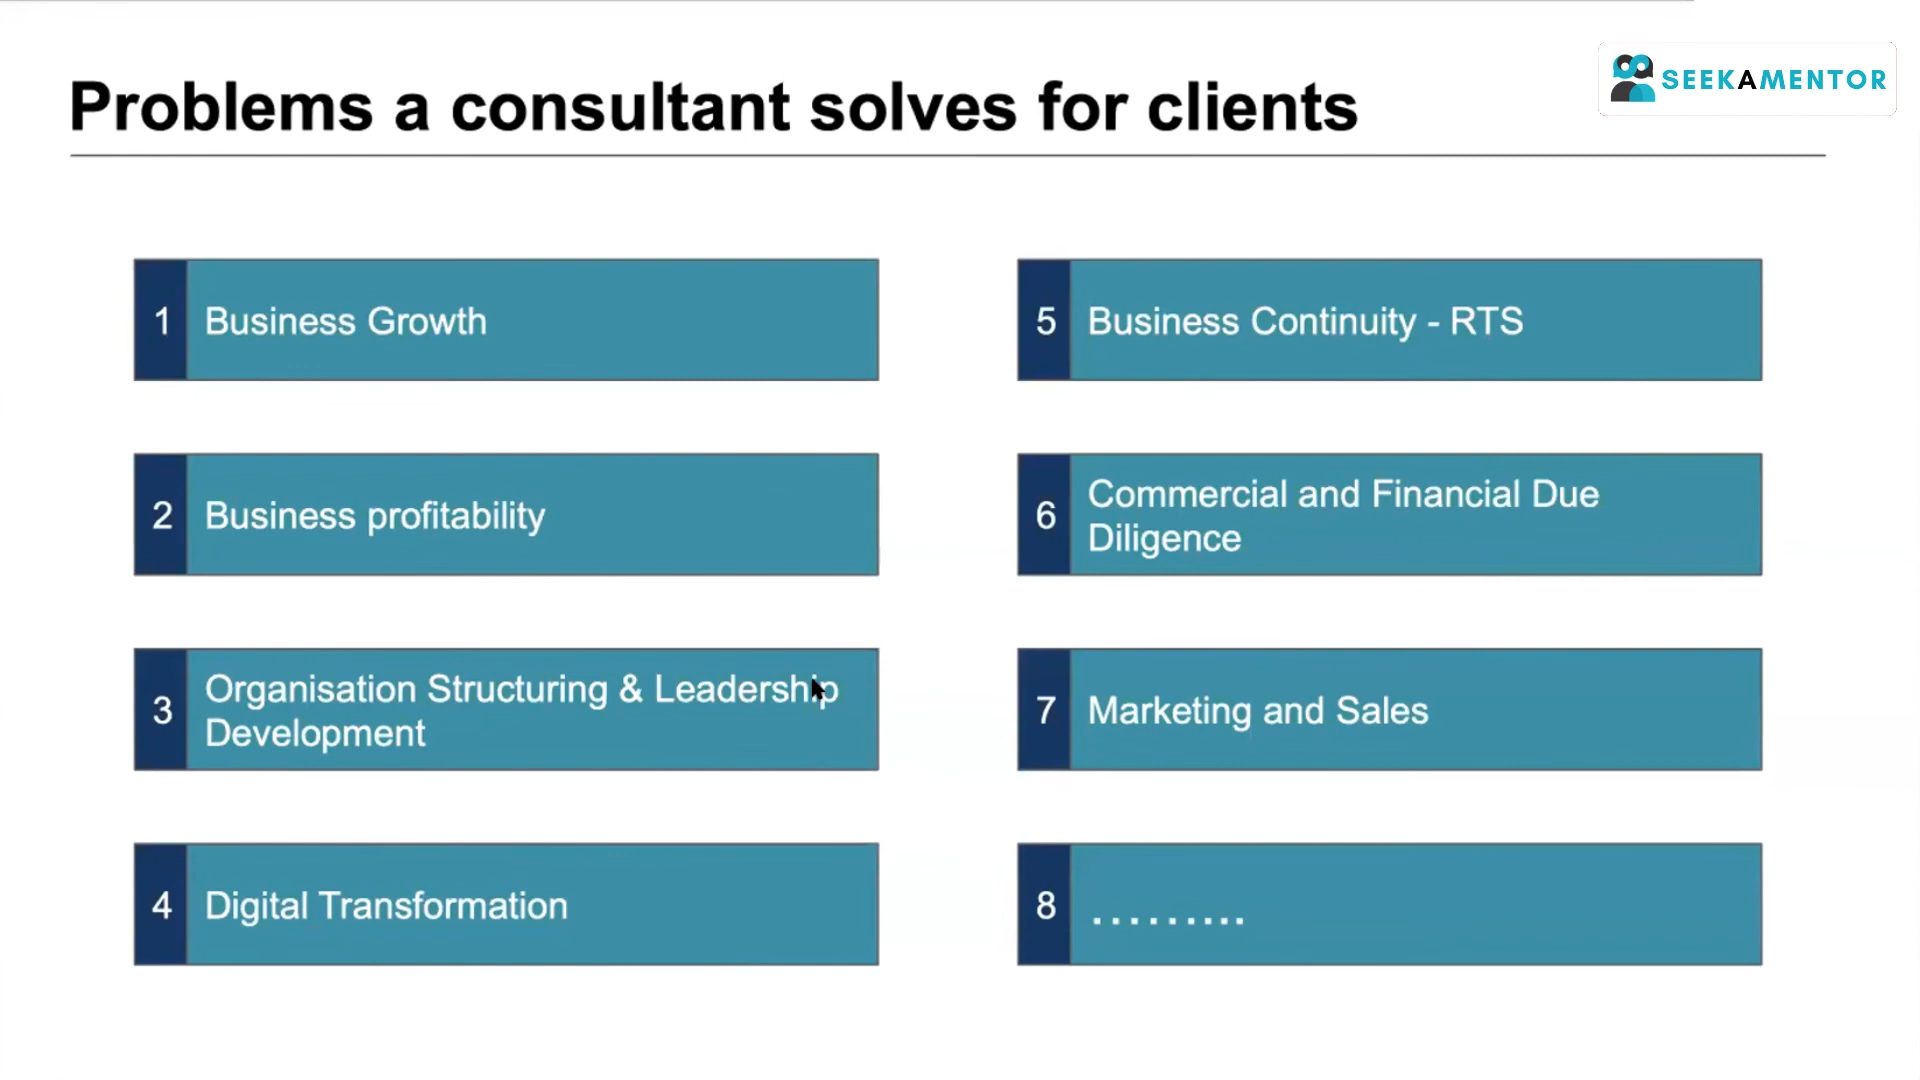 Problems a consultant solves for clients
SEEKAMENTOR
1 Business Growth
2 Business profitability
3 Organisation Structuring & Leadership
Development
4 Digital Transformation
5 Business Continuity - RTS
6 Commercial and Financial Due
Diligence
7 Marketing and Sales
8 .........